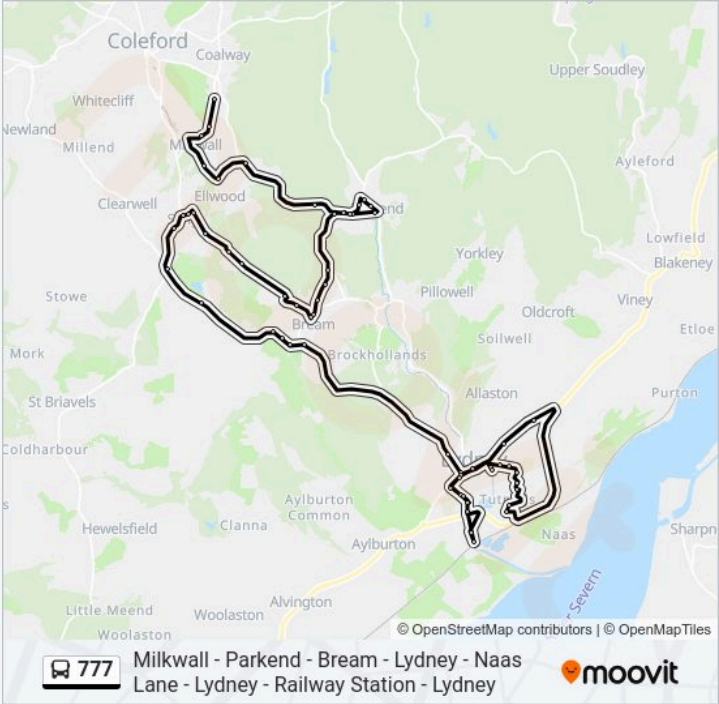 Coleford
Coalway
Upper Soudley
Whitecliff
Newland
Millend
Ayleford
Ellwood
Clearwell
Lowfield
Yorkley
Blakeney
Stowe
Pillowell
Viney
Oldcroft
Bream
Etloe
Mork
Brockhollands
Soilwell
St Briavels
Allaston
Purton
Coldharbour
Aylburton
Common
Hewelsfield
Clanna
Naas
Sharpn
Aylburton
Alvington
Little Meend
Woolaston
Woolaston
Severn
© OpenStreetMap contributors | © OpenMapTiles
777
Milkwall - Parkend - Bream - Lydney - Naas
Lane - Lydney - Railway Station - Lydney
moovit